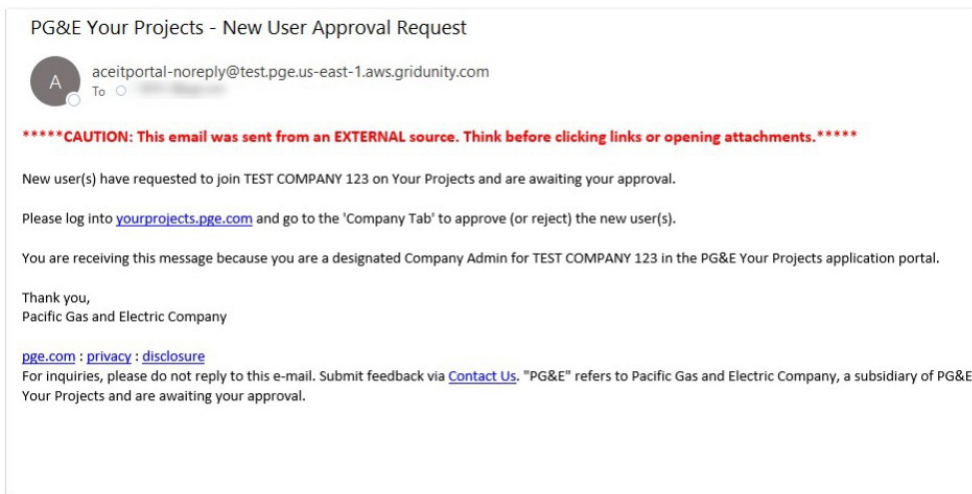 PG&E Your Projects - New User Approval Request
A
aceitportal-noreply@test.pge.us-east-1.aws.gridunity.com
To
*****CAUTION: This email was sent from an EXTERNAL source. Think before clicking links or opening attachments.*****
New user(s) have requested to join TEST COMPANY 123 on Your Projects and are awaiting your approval.
Please log into yourprojects.pge.com and go to the 'Company Tab' to approve (or reject) the new user(s).
You are receiving this message because you are a designated Company Admin for TEST COMPANY 123 in the PG&E Your Projects application portal.
Thank you,
Pacific Gas and Electric Company
pge.com : privacy : disclosure
For inquiries, please do not reply to this e-mail. Submit feedback via Contact Us. "PG&E" refers to Pacific Gas and Electric Company, a subsidiary of PG&E
Your Projects and are awaiting your approval.